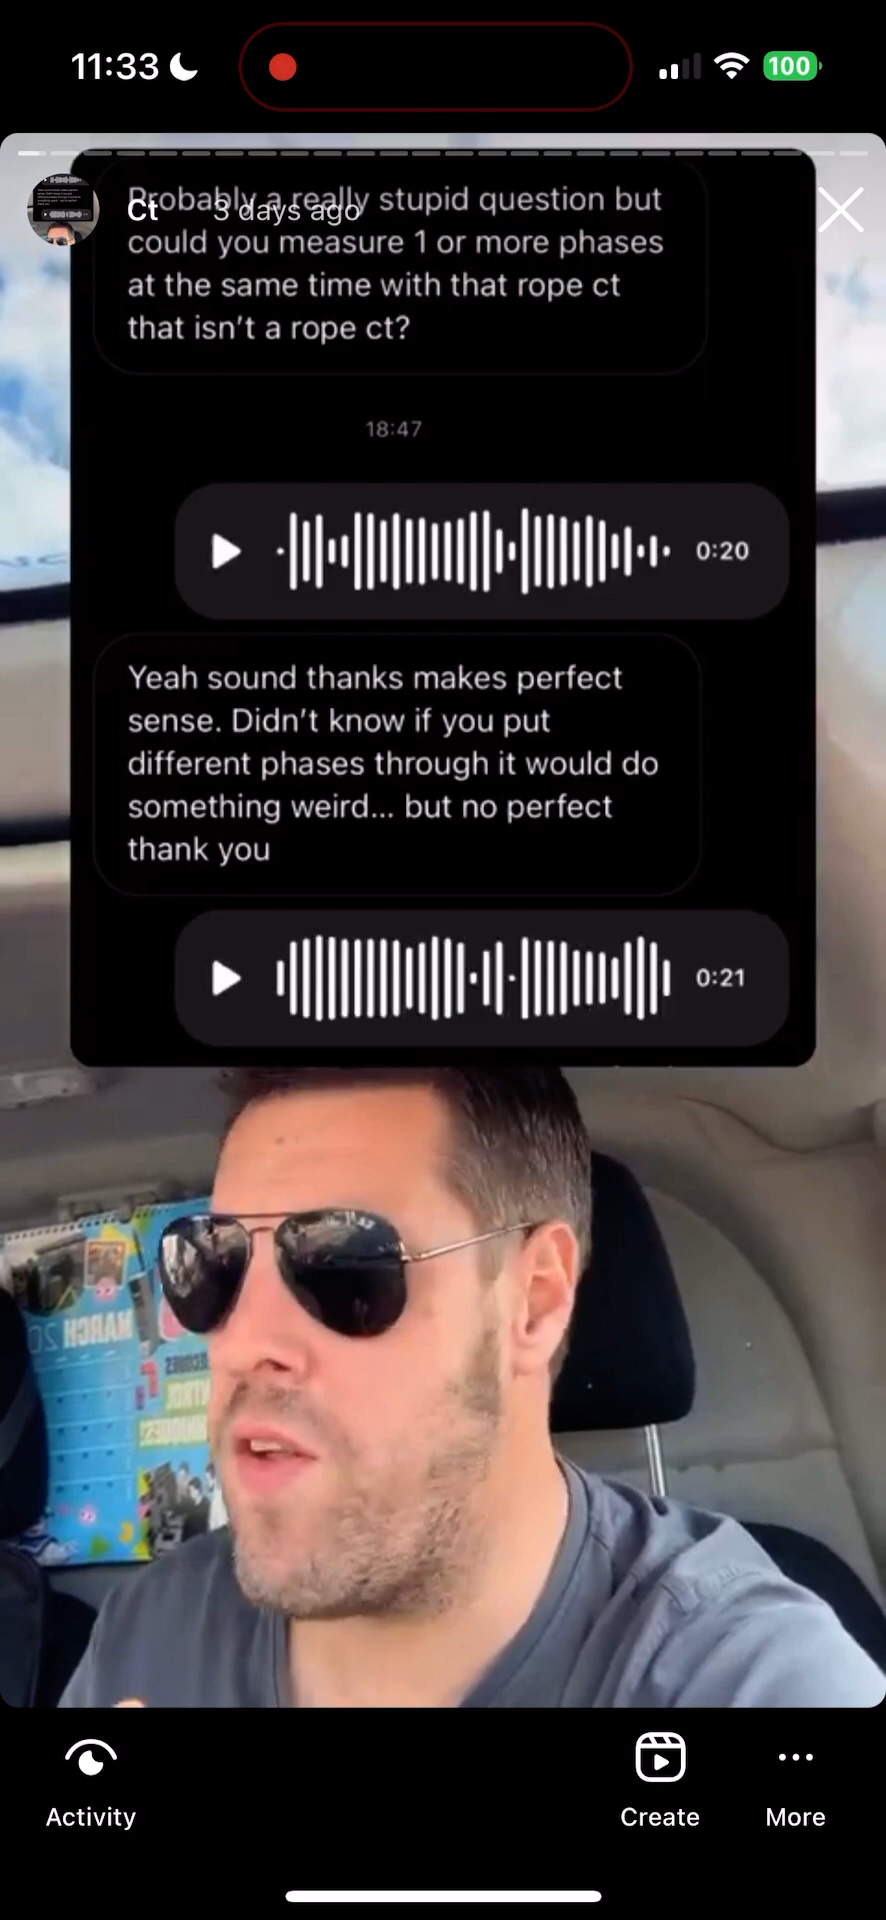 11:33
100
Ct 3 days ago
Probably a really stupid question but
could you measure 1 or more phases
at the same time with that rope ct
that isn't a rope ct?
18:47
0:20
Yeah sound thanks makes perfect
sense. Didn't know if you put
different phases through it would do
something weird... but no perfect
thank you
0:21
MARCH 20
Activity
Create
More